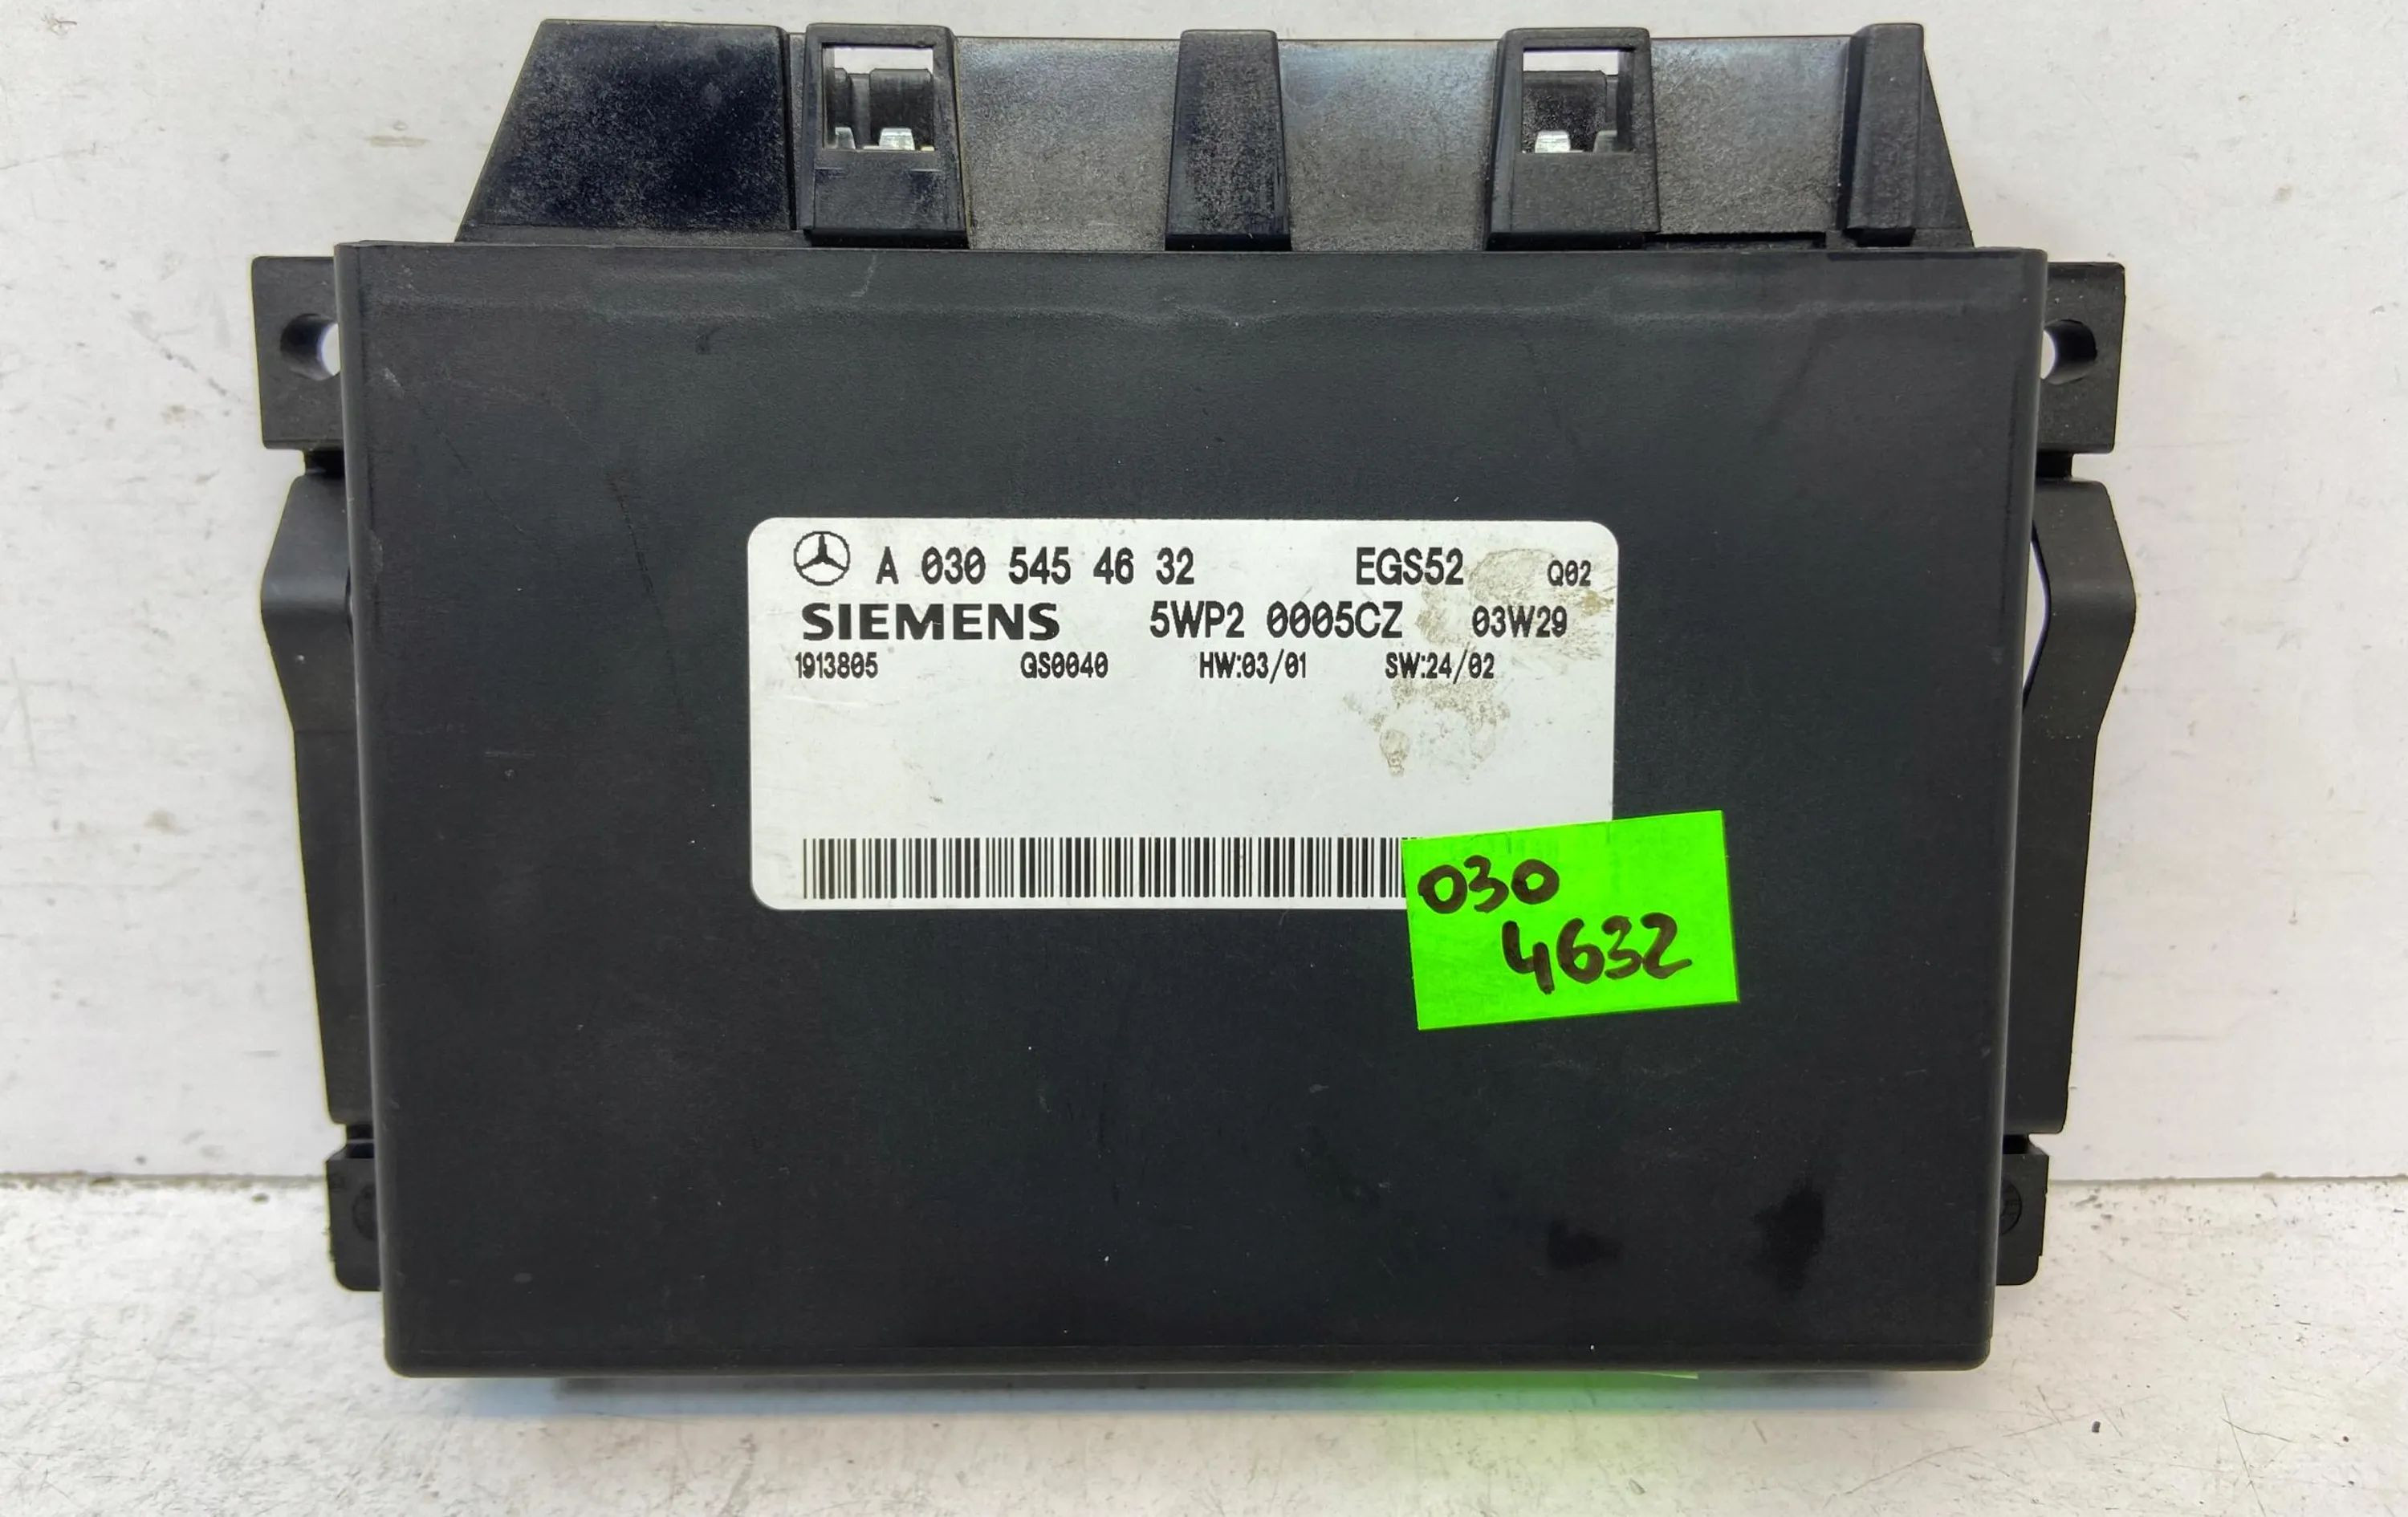 A 030 545 46 32 EGS52 Q02
SIEMENS 5WP2 0005CZ 03W29
1913805 GS0040 HW:03/01 SW:24/02
030
4632